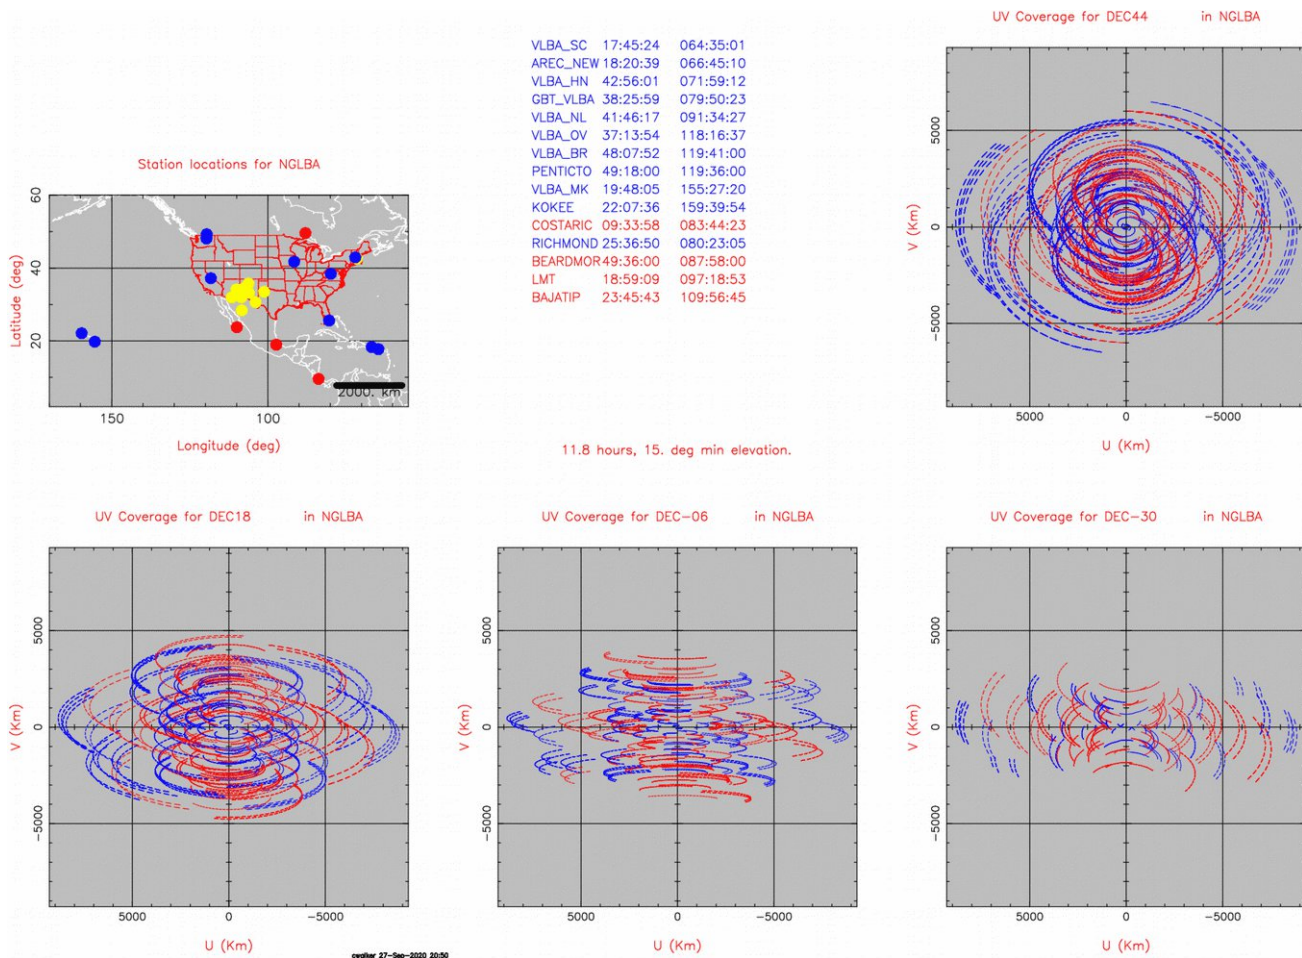 UV Coverage for DEC44 in NGLBA
VLBA_SC 17:45:24 064:35:01
AREC_NEW 18:20:39 066:45:10
VLBA_HN 42:56:01 071:59:12
GBT_VLBA 38:25:59 079:50:23
VLBA_NL 41:46:17 091:34:27
VLBA_OV 37:13:54 118:16:37
VLBA_BR 48:07:52 119:41:00
PENTICTO 49:18:00 119:36:00
VLBA_MK 19:48:05 155:27:20
KOKEE 22:07:36 159:39:54
COSTARIC 09:33:58 083:44:23
RICHMOND 25:36:50 080:23:05
BEARDMOR 49:36:00 087:58:00
LMT 18:59:09 097:18:53
BAJATIP 23:45:43 109:56:45
Station locations for NGLBA
60
40
20
Latitude (deg)
2000. km
150 100
Longitude (deg)
5000
0
-5000
V (Km)
5000 0 -5000
U (Km)
11.8 hours, 15. deg min elevation.
UV Coverage for DEC18 in NGLBA
5000
0
-5000
V (Km)
5000 0 -5000
U (Km)
UV Coverage for DEC-06 in NGLBA
5000
0
-5000
V (Km)
5000 0 -5000
U (Km)
UV Coverage for DEC-30 in NGLBA
5000
0
-5000
V (Km)
5000 0 -5000
U (Km)
cwalker 27-Sep-2020 20:50